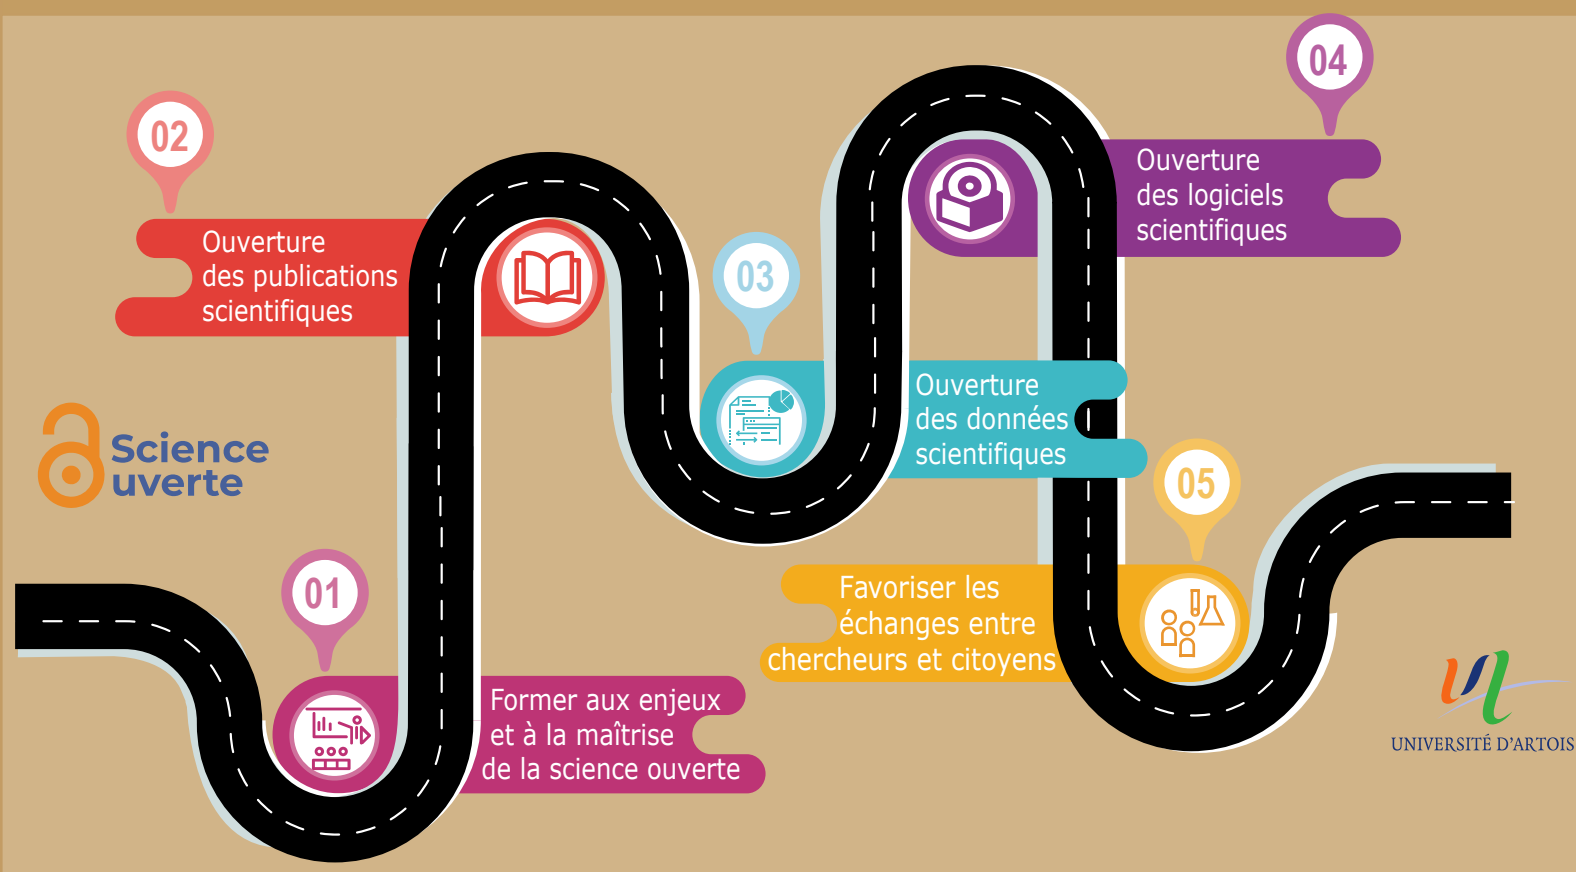 04
Ouverture
des logiciels
scientifiques
02
Ouverture
des publications
scientifiques
03
Ouverture
des données
scientifiques
Science
uverte
05
Favoriser les
échanges entre
chercheurs et citoyens
01
Former aux enjeux
et à la maîtrise
de la science ouverte
UNIVERSITÉ D'ARTOIS